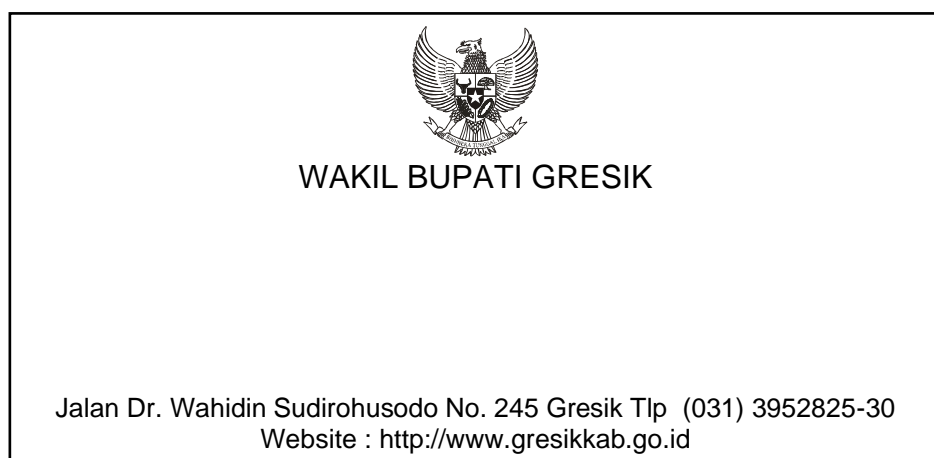 WAKIL BUPATI GRESIK
Jalan Dr. Wahidin Sudirohusodo No. 245 Gresik Tlp (031) 3952825-30
Website : http://www.gresikkab.go.id